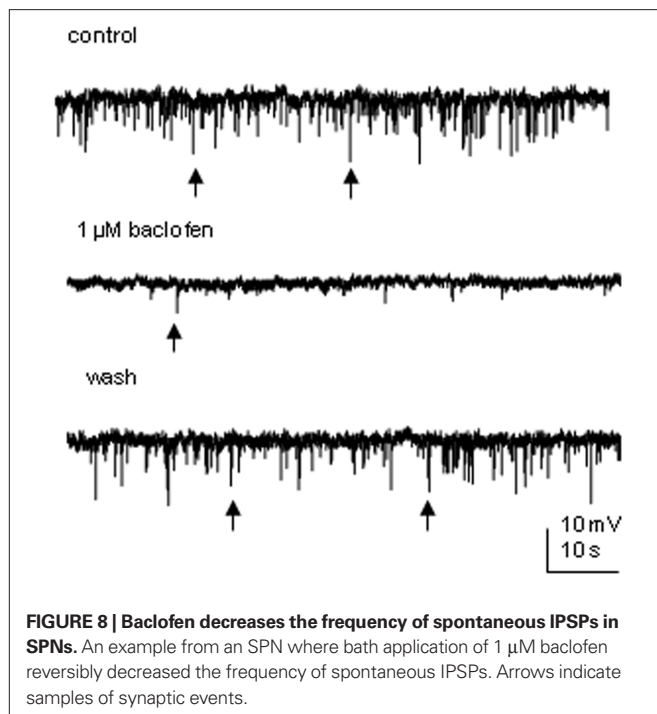 control
1 µM baclofen
wash
10 mV
10 s
FIGURE 8 | Baclofen decreases the frequency of spontaneous IPSPs in
SPNs. An example from an SPN where bath application of 1 μM baclofen
reversibly decreased the frequency of spontaneous IPSPs. Arrows indicate
samples of synaptic events.